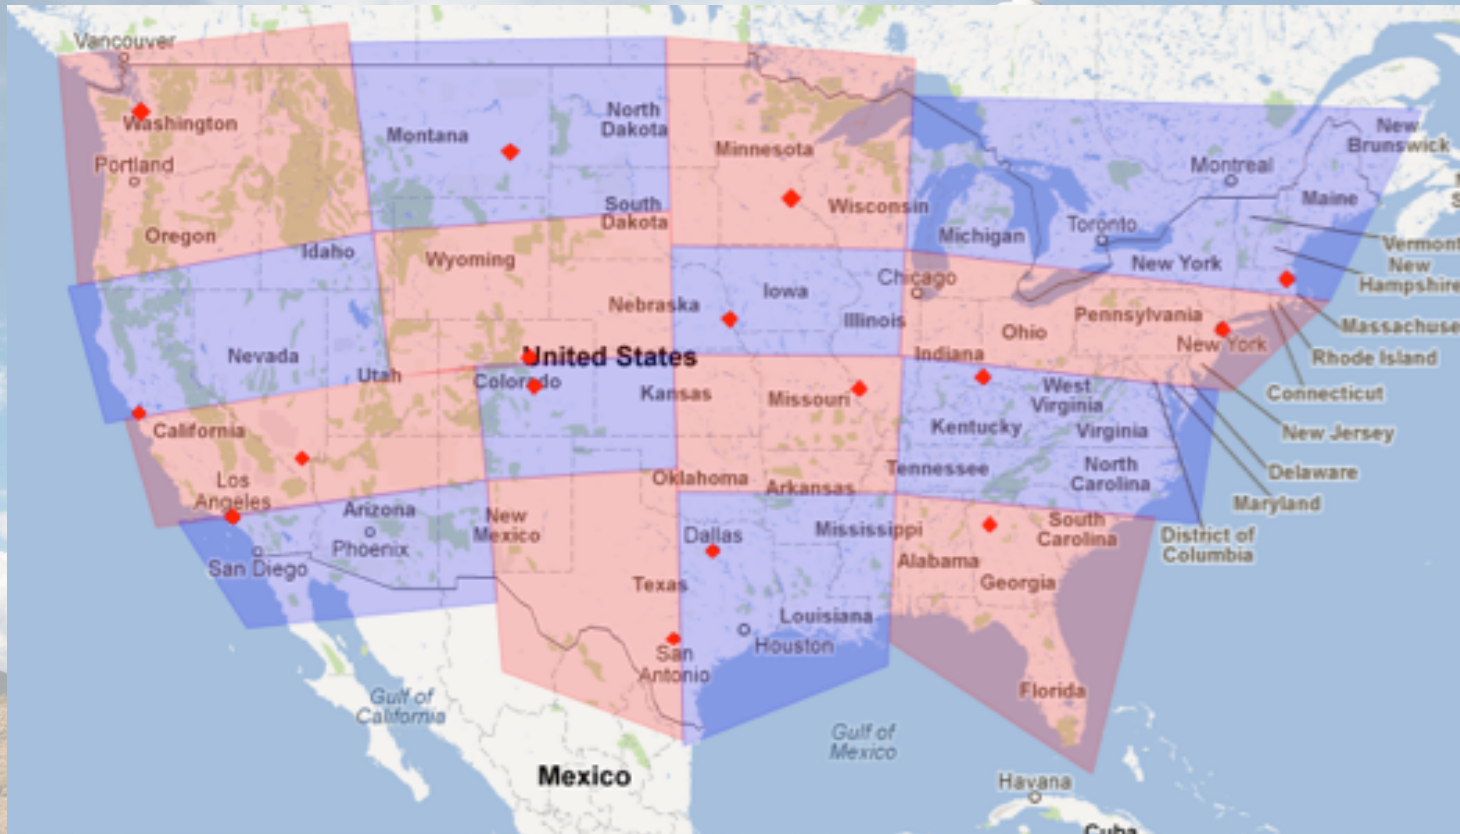 Vancouver
Washington
Portland
Oregon
Idaho
Montana
North
Dakota
South
Dakota
Minnesota
Wisconsin
Michigan
Montreal
New
Brunswick
Maine
Toronto
New York
Vermont
New
Hampshire
Wyoming
Nebraska
Iowa
Chicago
Illinois
Ohio
Pennsylvania
New York
Massachuse
Rhode Island
Connecticut
New Jersey
Delaware
Maryland
District of
Columbia
Nevada
Utah
United States
Colorado
Kansas
Missouri
Indiana
West
Virginia
Kentucky
Virginia
Tennessee
North
Carolina
California
Los
Angeles
Arizona
Phoenix
San Diego
New
Mexico
Oklahoma
Arkansas
Dallas
Mississippi
Alabama
South
Carolina
Georgia
Texas
Louisiana
Houston
San
Antonio
Florida
Gulf of
California
Gulf of
Mexico
Mexico
Havana
Cuba